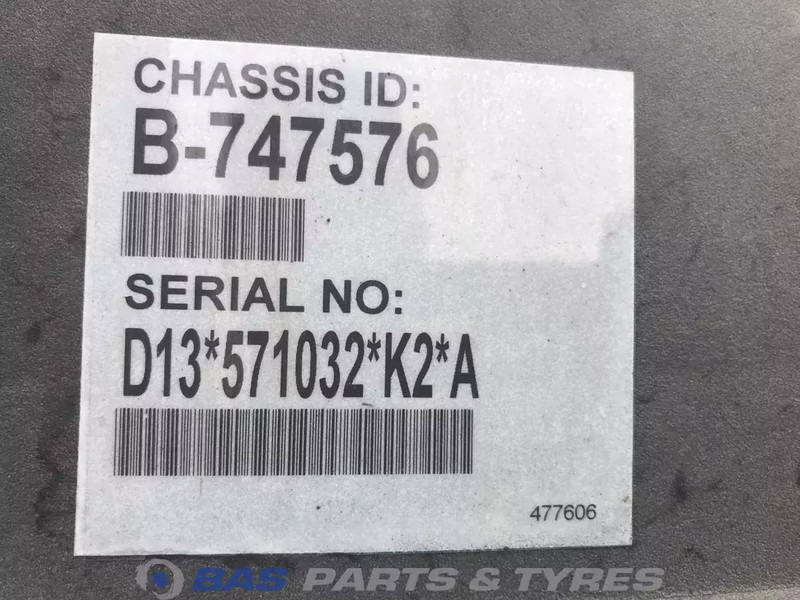 CHASSIS ID:
B-747576
SERIAL NO:
D13*571032*K2*A
477606
BAS PARTS & TYRES